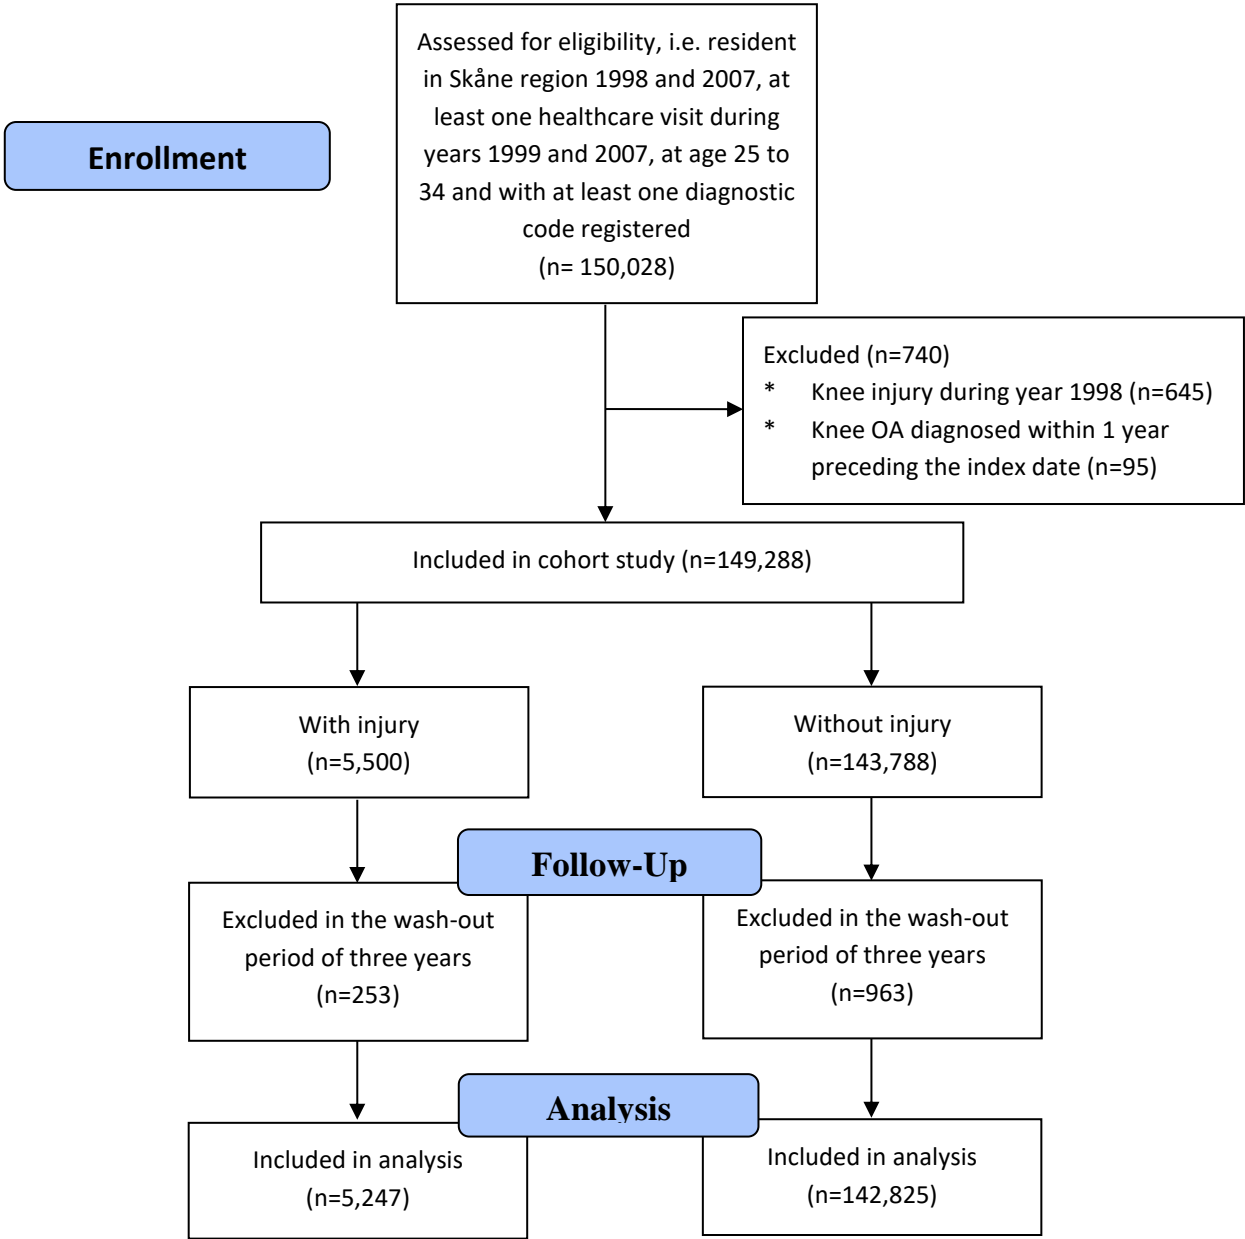 Assessed for eligibility, i.e. resident
in Skåne region 1998 and 2007, at
least one healthcare visit during
years 1999 and 2007, at age 25 to
34 and with at least one diagnostic
code registered
(n= 150,028)
Enrollment
Excluded (n=740)
* Knee injury during year 1998 (n=645)
* Knee OA diagnosed within 1 year
preceding the index date (n=95)
Included in cohort study (n=149,288)
With injury
(n=5,500)
Without injury
(n=143,788)
Follow-Up
Excluded in the wash-out
period of three years
(n=253)
Excluded in the wash-out
period of three years
(n=963)
Analysis
Included in analysis
(n=5,247)
Included in analysis
(n=142,825)